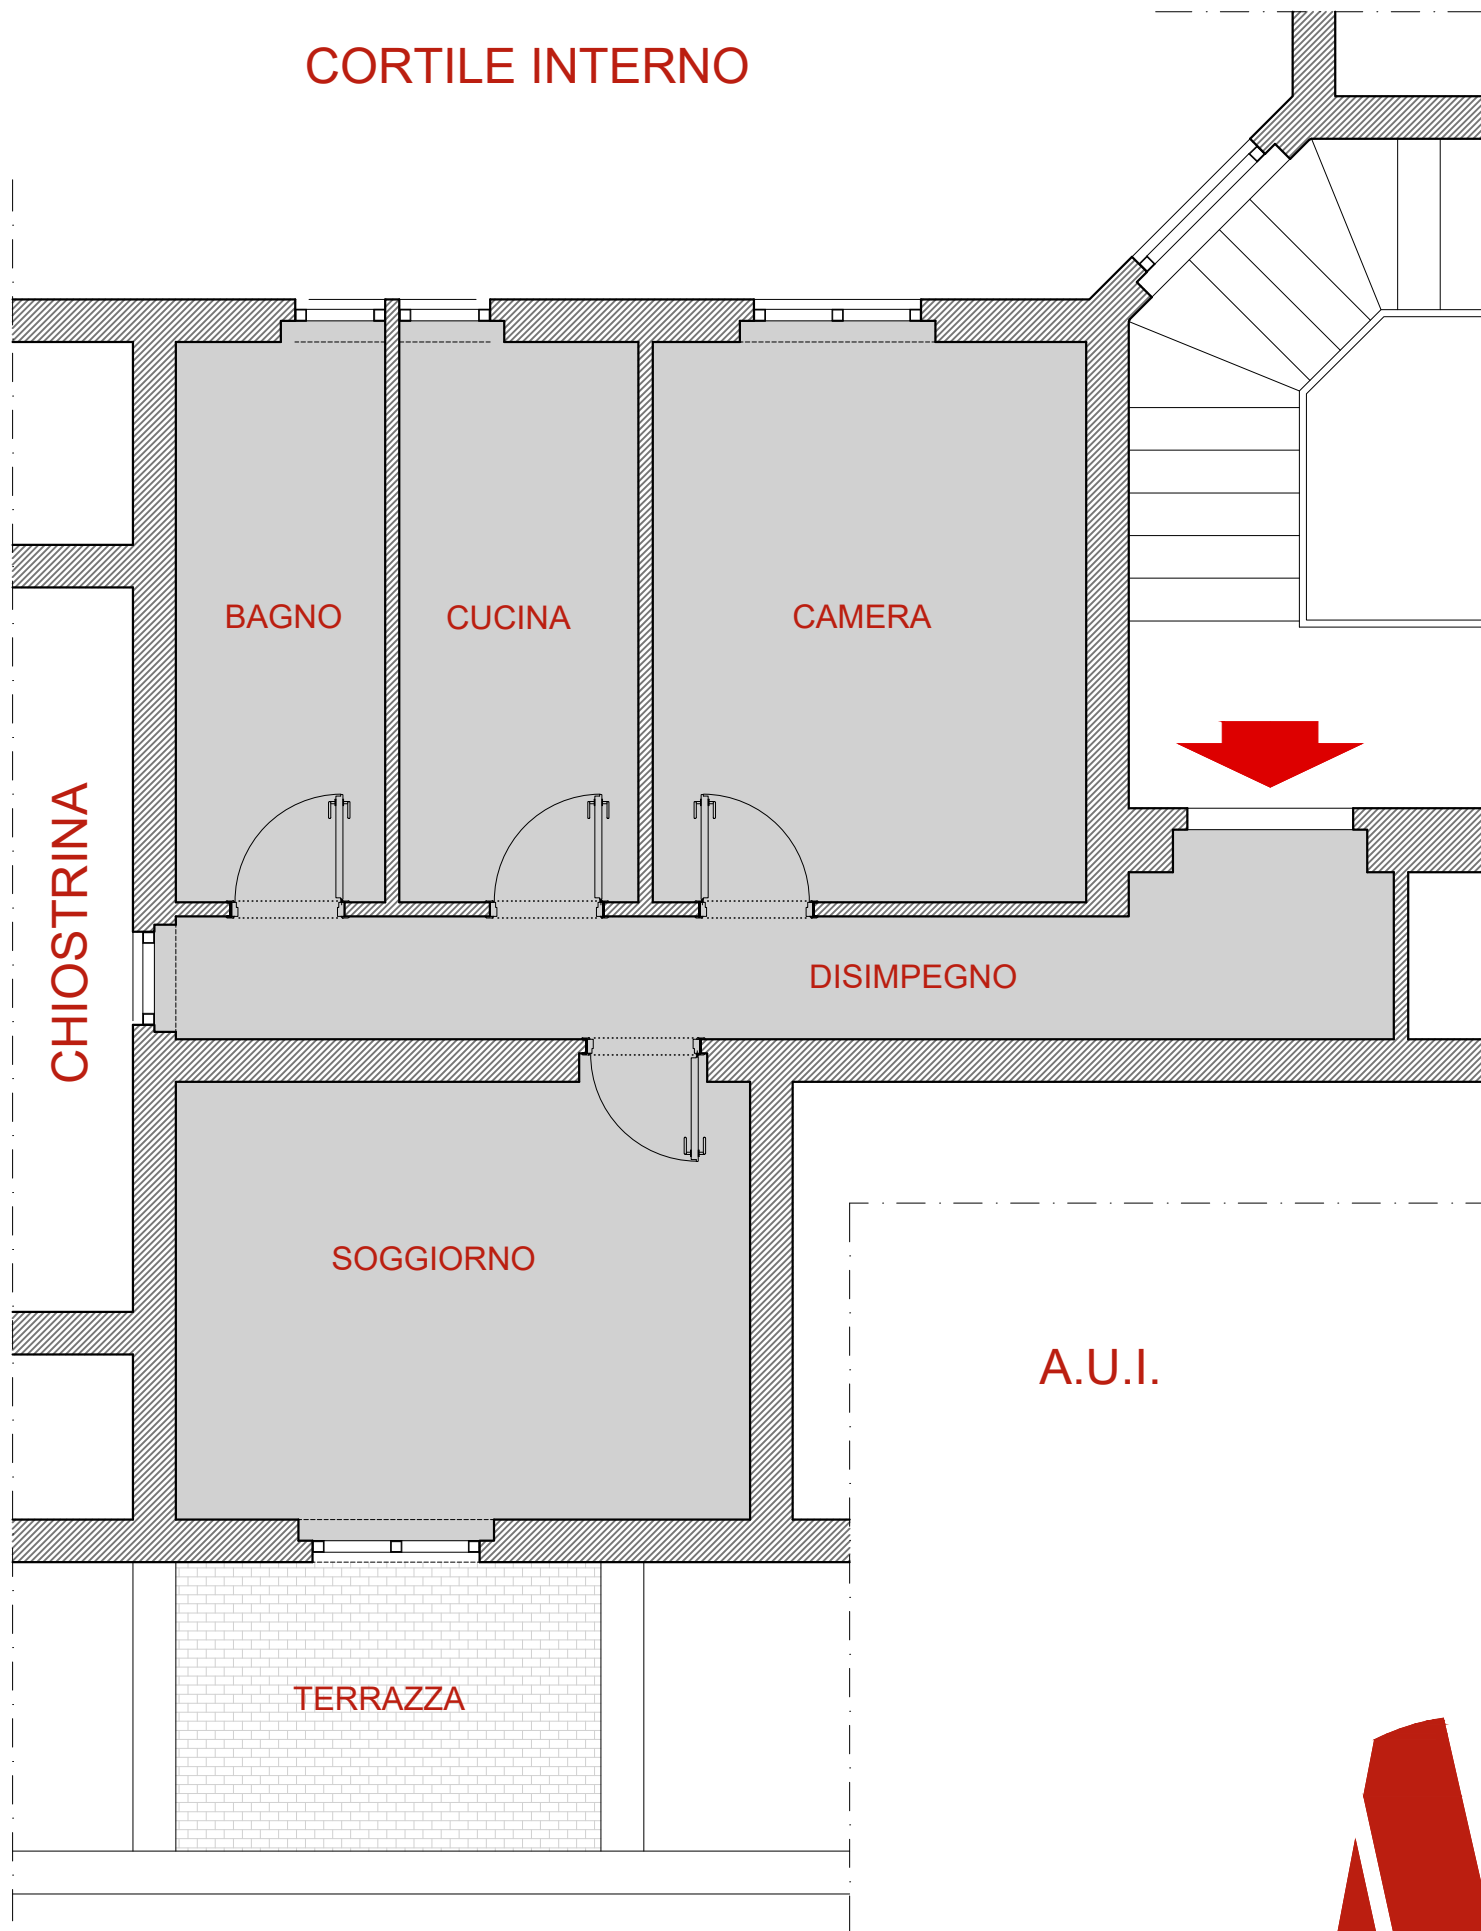 CORTILE INTERNO
BAGNO
CUCINA
CAMERA
CHIOSTRINA
DISIMPEGNO
SOGGIORNO
A.U.I.
TERRAZZA